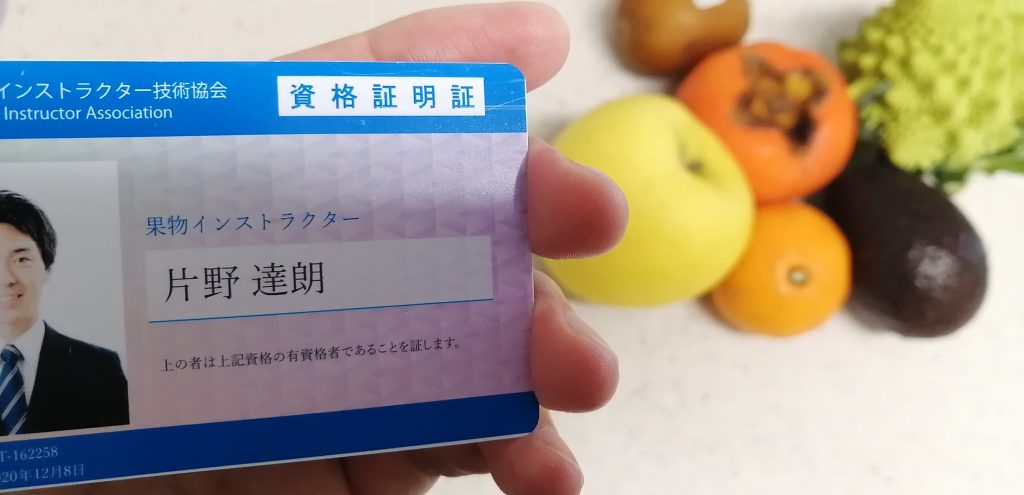 インストラクター技術協会
Instructor Association
資格証明証
果物インストラクター
片野 達朗
上の者は上記資格の有資格者であることを証します。
T-162258
020年12月8日